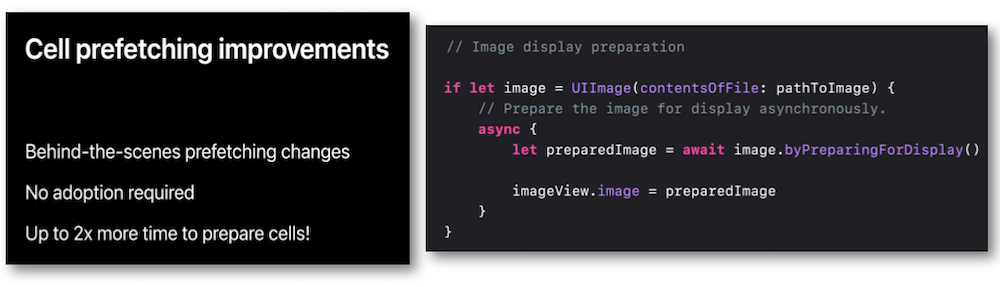 Cell prefetching improvements
Behind-the-scenes prefetching changes
No adoption required
Up to 2x more time to prepare cells!
// Image display preparation
if let image = UIImage(contentsOfFile: pathToImage) {
// Prepare the image for display asynchronously.
async {
let preparedImage = await image.byPreparingForDisplay()
imageView.image = preparedImage
}
}